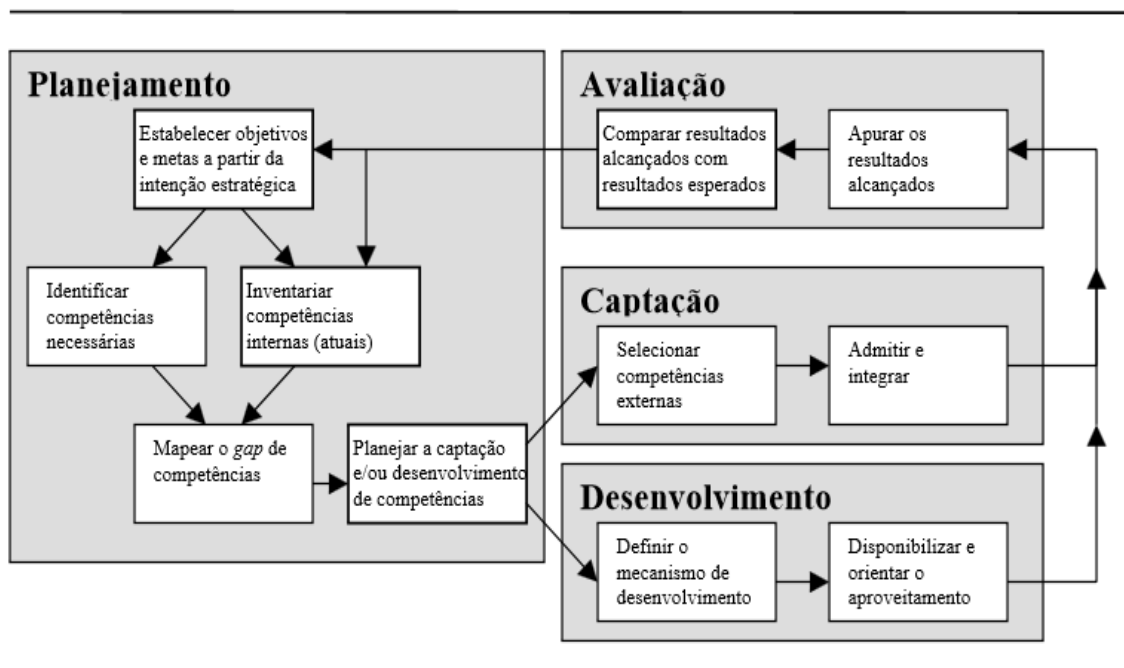 Planejamento
Estabelecer objetivos
e metas a partir da
intenção estratégica
Identificar
competências
necessárias
Inventariar
competências
internas (atuais)
Mapear o gap de
competências
Planejar a captação
e/ou desenvolvimento
de competências
Avaliação
Comparar resultados
alcançados com
resultados esperados
Apurar os
resultados
alcançados
Captação
Selecionar
competências
externas
Admitir e
integrar
Desenvolvimento
Definir o
mecanismo de
desenvolvimento
Disponibilizar e
orientar o
aproveitamento